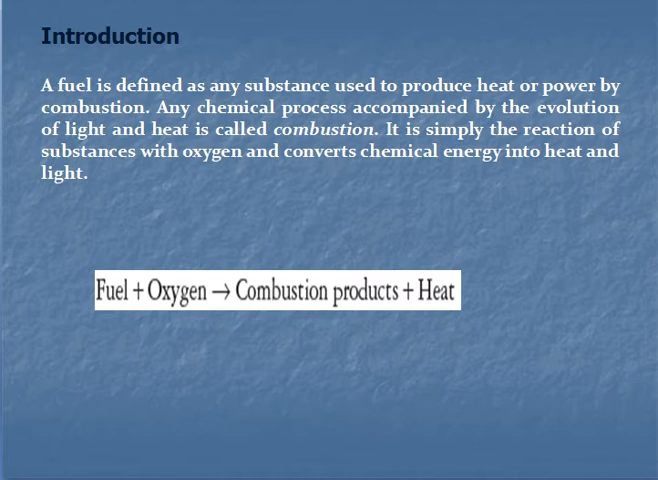 Introduction
A fuel is defined as any substance used to produce heat or power by
combustion. Any chemical process accompanied by the evolution
of light and heat is called combustion. It is simply the reaction of
substances with oxygen and converts chemical energy into heat and
light.
Fuel + Oxygen → Combustion products + Heat